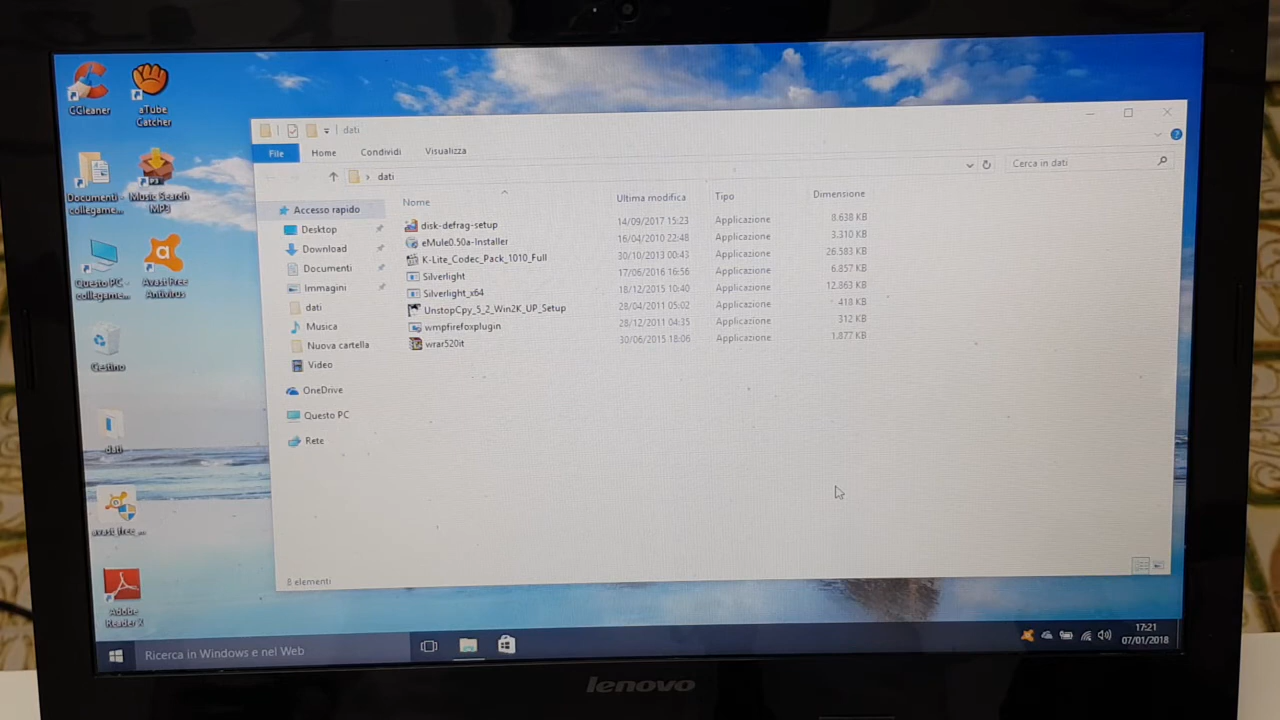 CCleaner
aTube
Catcher
Documenti -
collegame...
Music Search
MP3
Questo PC -
collegame...
Avast Free
Antivirus
Cestino
dati
avast_free_...
Adobe
Reader X
dati
File Home Condividi Visualizza
dati
Cerca in dati
Nome Ultima modifica Tipo Dimensione
Accesso rapido
Desktop
Download
Documenti
Immagini
dati
Musica
Nuova cartella
Video
OneDrive
Questo PC
Rete
disk-defrag-setup 14/09/2017 15:23 Applicazione 8.638 KB
eMule0.50a-Installer 16/04/2010 22:48 Applicazione 3.310 KB
K-Lite_Codec_Pack_1010_Full 30/10/2013 00:43 Applicazione 26.583 KB
Silverlight 17/06/2016 16:56 Applicazione 6.857 KB
Silverlight_x64 18/12/2015 10:40 Applicazione 12.863 KB
UnstopCpy_5_2_Win2K_UP_Setup 28/04/2011 05:02 Applicazione 418 KB
wmpfirefoxplugin 28/12/2011 04:35 Applicazione 312 KB
wrar520it 30/06/2015 18:06 Applicazione 1.877 KB
8 elementi
Ricerca in Windows e nel Web
17:21
07/01/2018
lenovo